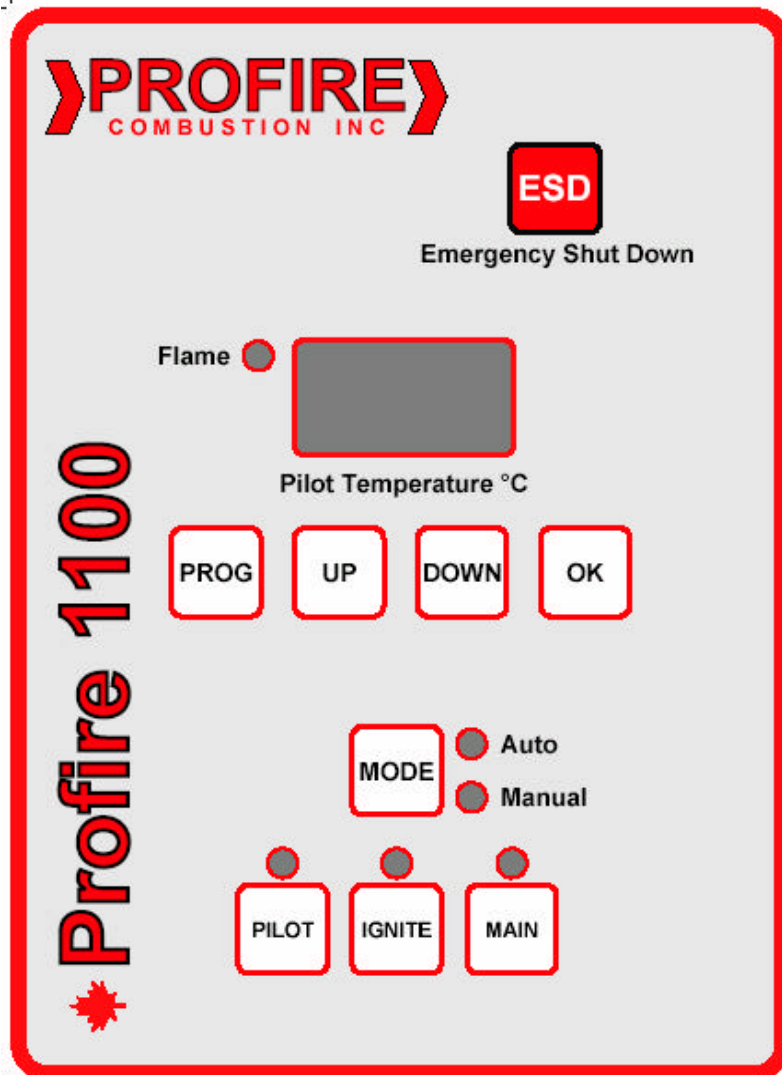 PROFIRE
COMBUSTION INC
ESD
Emergency Shut Down
Flame
Pilot Temperature °C
PROG UP DOWN OK
MODE
Auto
Manual
PILOT IGNITE MAIN
Profire 1100